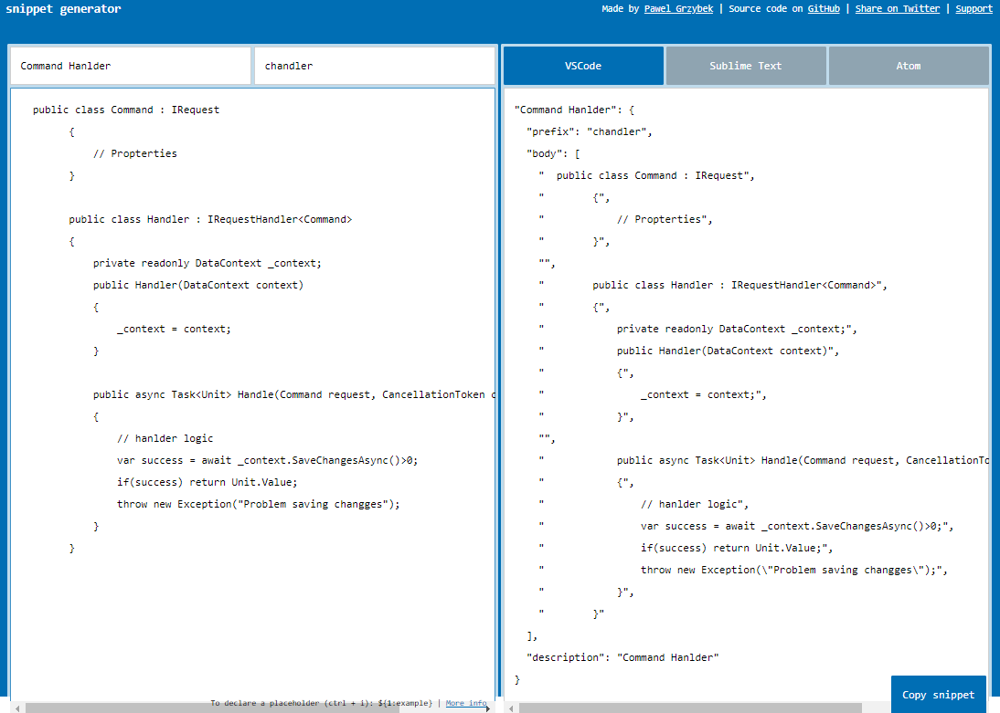 snippet generator
Made by Pawel Grzybek | Source code on GitHub | Share on Twitter | Support
Command Hanlder
chandler
public class Command : IRequest
{
// Propterties
}
public class Handler : IRequestHandler<Command>
{
private readonly DataContext _context;
public Handler(DataContext context)
{
_context = context;
}
public async Task<Unit> Handle(Command request, CancellationToken
{
// hanlder logic
var success = await _context.SaveChangesAsync()>0;
if(success) return Unit.Value;
throw new Exception("Problem saving changges");
}
}
To declare a placeholder (ctrl + i): ${1:example} | More info
VSCode
Sublime Text
Atom
"Command Hanlder": {
"prefix": "chandler",
"body": [
"  public class Command : IRequest",
"        {",
"            // Propterties",
"        }",
"",
"        public class Handler : IRequestHandler<Command>",
"        {",
"            private readonly DataContext _context;",
"            public Handler(DataContext context)",
"            {",
"                _context = context;",
"            }",
"",
"            public async Task<Unit> Handle(Command request, CancellationTo
"            {",
"                // hanlder logic",
"                var success = await _context.SaveChangesAsync()>0;",
"                if(success) return Unit.Value;",
"                throw new Exception(\"Problem saving changges\");",
"            }",
"        }"
],
"description": "Command Hanlder"
}
Copy snippet